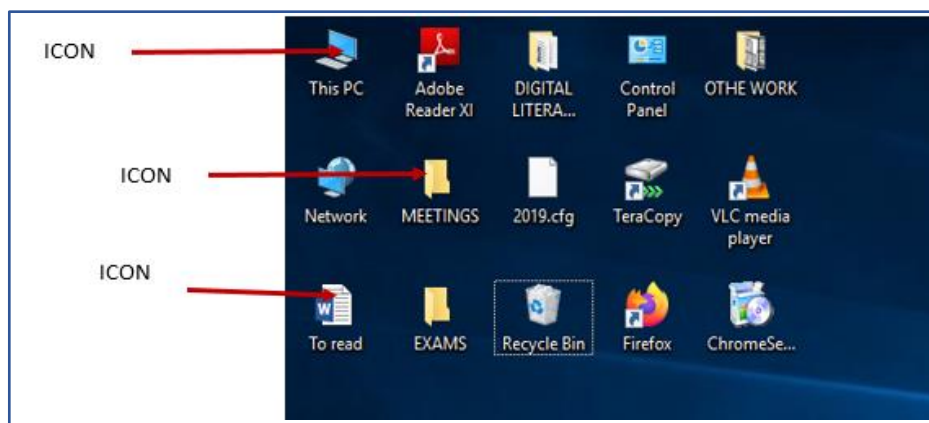 ICON
This PC
Adobe
Reader XI
DIGITAL
LITERA...
Control
Panel
OTHE WORK
ICON
Network
MEETINGS
2019.cfg
TeraCopy
VLC media
player
ICON
W
To read
EXAMS
Recycle Bin
Firefox
ChromeSe...